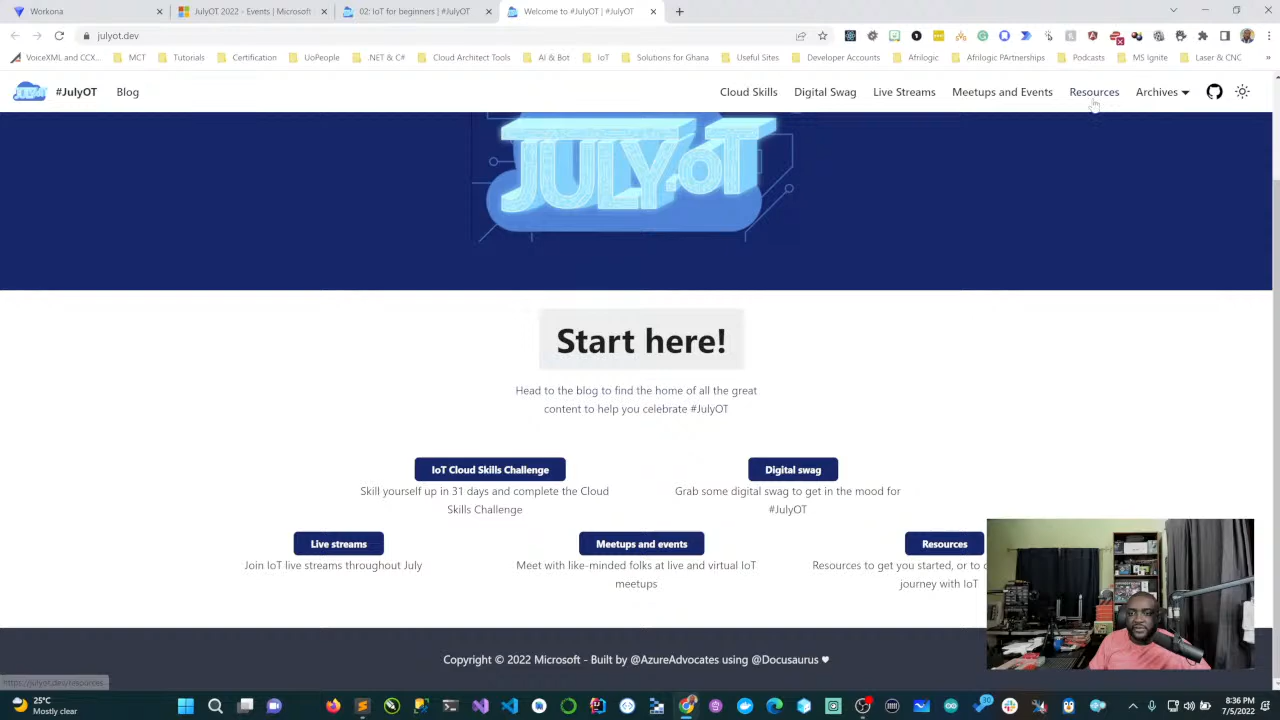 Workona
JulyOT 2022 - Events | Microsoft
02: IoT for beginners | #JulyOT
Welcome to #JulyOT | #JulyOT
julyot.dev
VoiceXML and CCX...
MCT
Tutorials
Certification
UoPeople
.NET & C#
Cloud Architect Tools
AI & Bot
IoT
Solutions for Ghana
Useful Sites
Developer Accounts
Afrilogic
Afrilogic PArtnerships
Podcasts
MS Ignite
Laser & CNC
#JulyOT
Blog
Cloud Skills
Digital Swag
Live Streams
Meetups and Events
Resources
Archives
JULYoT
Start here!
Head to the blog to find the home of all the great
content to help you celebrate #JulyOT
IoT Cloud Skills Challenge
Skill yourself up in 31 days and complete the Cloud
Skills Challenge
Digital swag
Grab some digital swag to get in the mood for
#JulyOT
Live streams
Join IoT live streams throughout July
Meetups and events
Meet with like-minded folks at live and virtual IoT
meetups
Resources
Resources to get you started, or to
journey with IoT
Copyright © 2022 Microsoft - Built by @AzureAdvocates using @Docusaurus ♥
https://julyot.dev/resources
25°C
Mostly clear
30
8:36 PM
7/5/2022